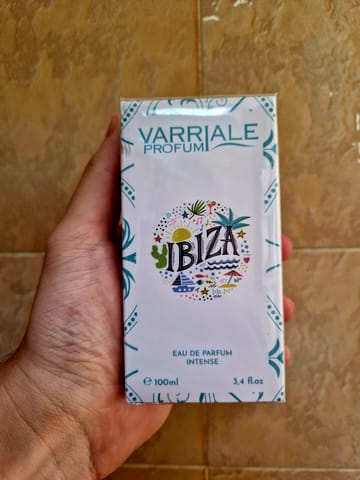 VARRIALE
PROFUMI
IBIZA
EAU DE PARFUM
INTENSE
℮ 100ml
3,4 fl.oz